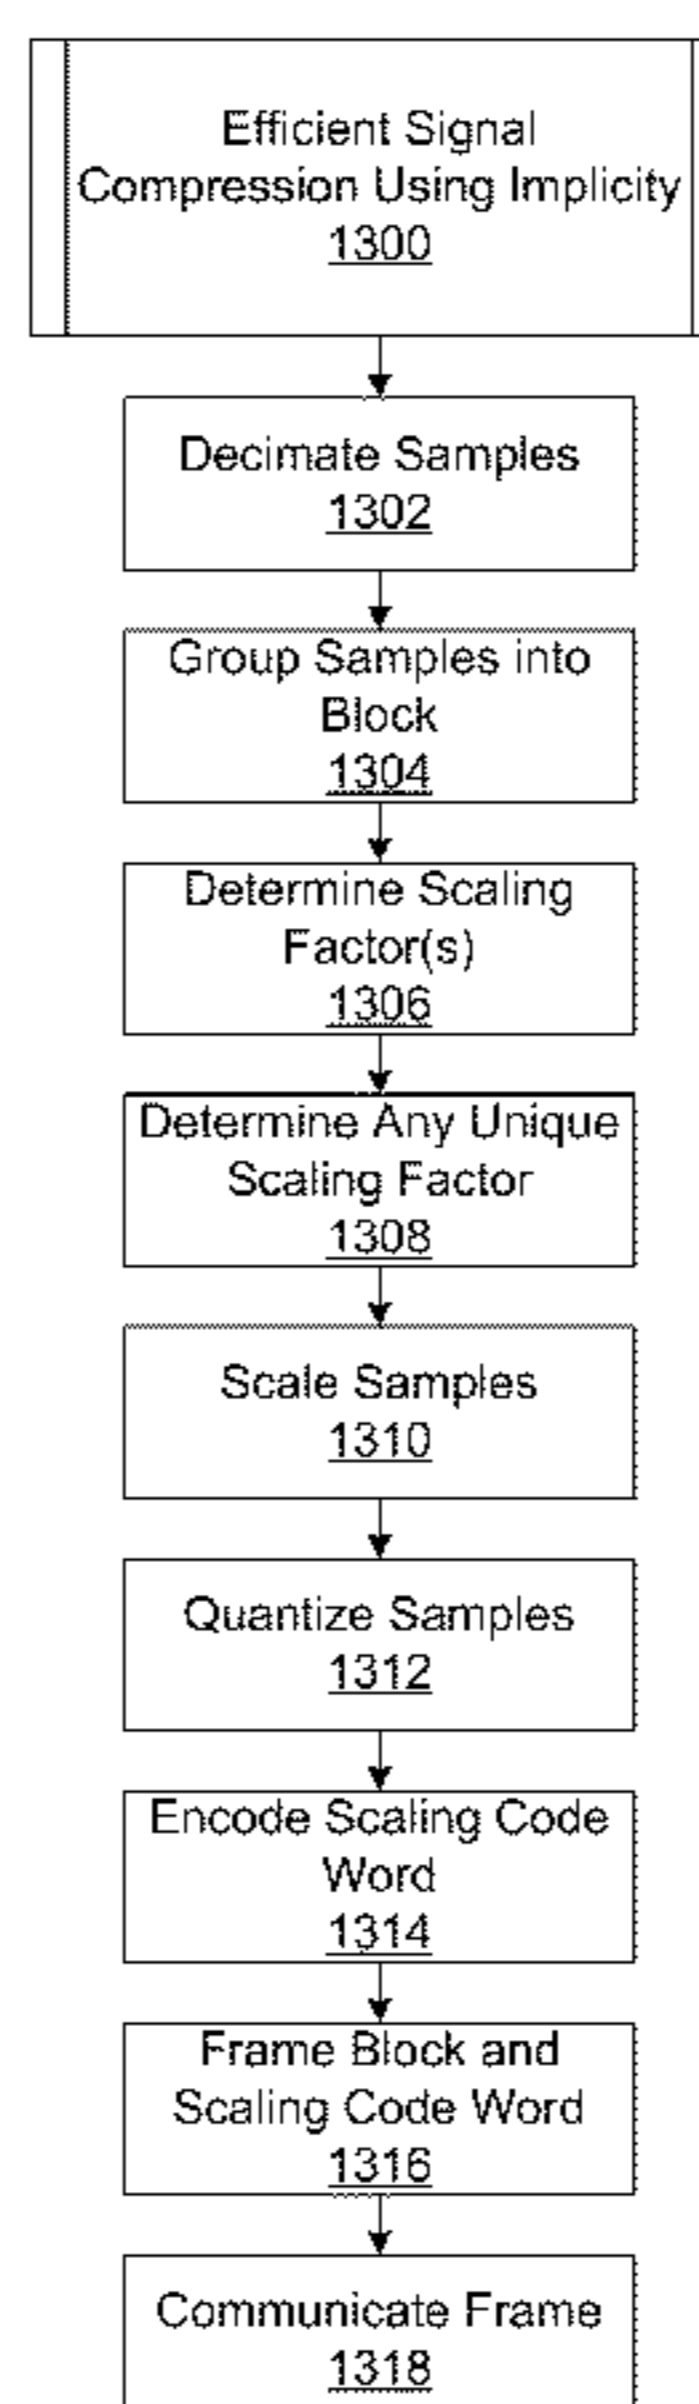 Efficient Signal
Compression Using Implicity
1300
Decimate Samples
1302
Group Samples into
Block
1304
Determine Scaling
Factor(s)
1306
Determine Any Unique
Scaling Factor
1308
Scale Samples
1310
Quantize Samples
1312
Encode Scaling Code
Word
1314
Frame Block and
Scaling Code Word
1316
Communicate Frame
1318